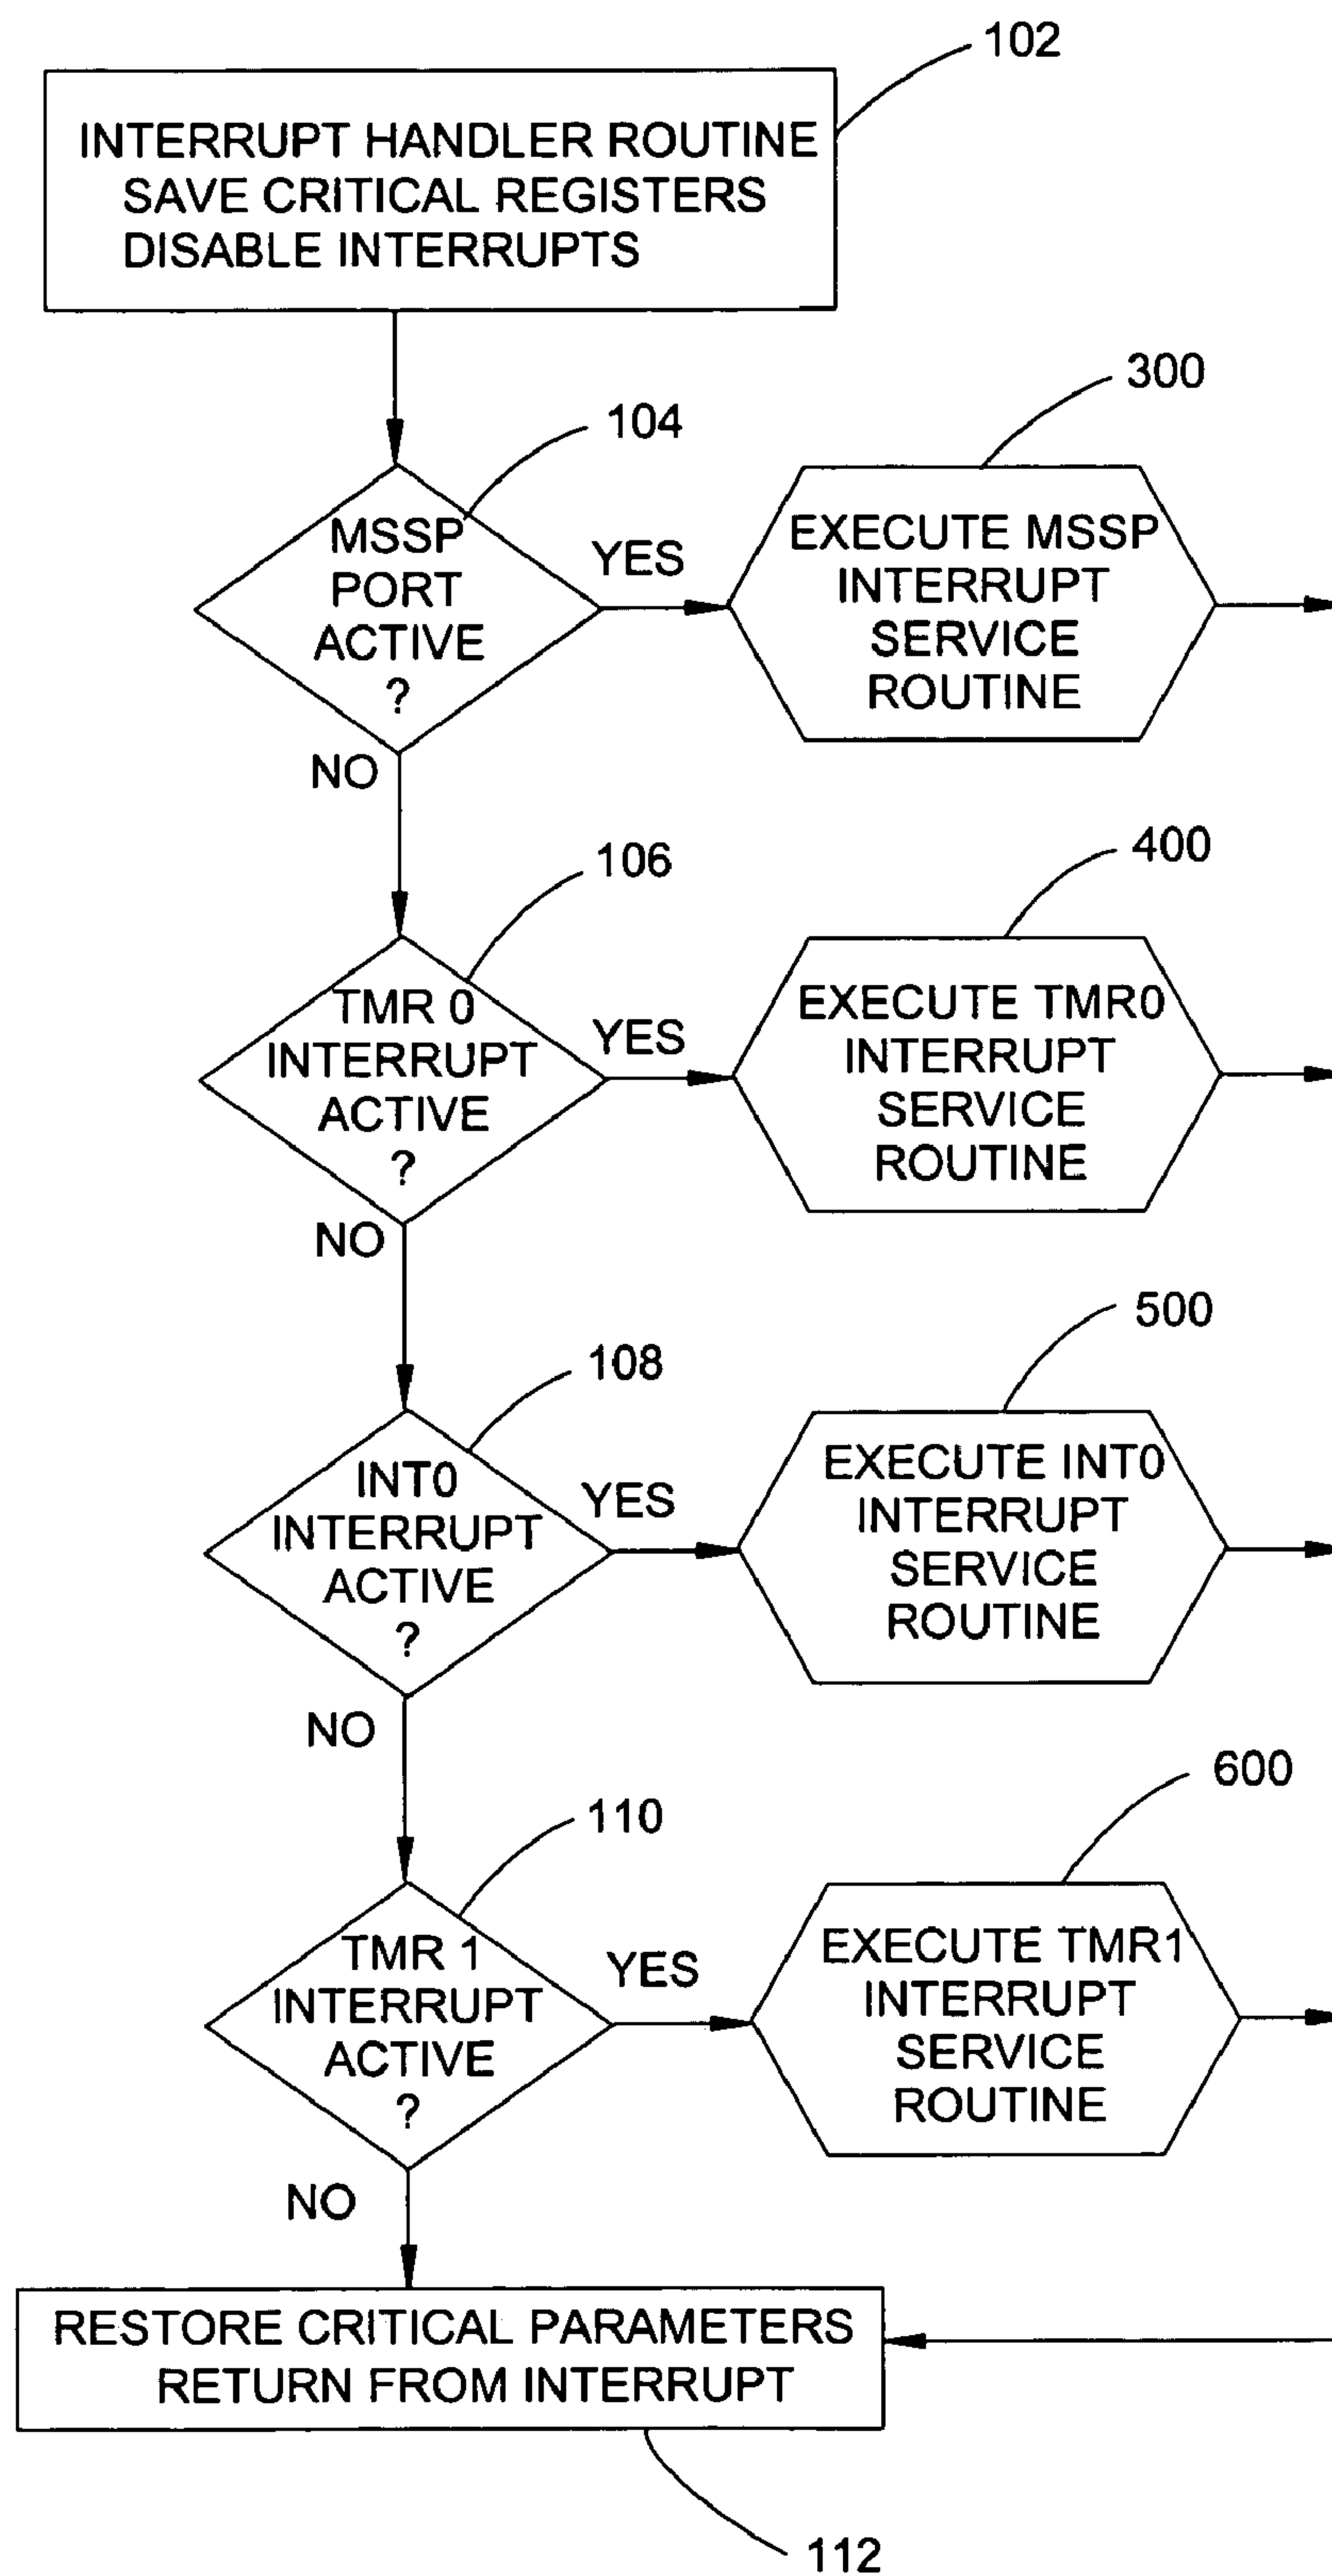 102
INTERRUPT HANDLER ROUTINE
SAVE CRITICAL REGISTERS
DISABLE INTERRUPTS
104
MSSP
PORT
ACTIVE
?
YES
NO
300
EXECUTE MSSP
INTERRUPT
SERVICE
ROUTINE
106
TMR 0
INTERRUPT
ACTIVE
?
YES
NO
400
EXECUTE TMR0
INTERRUPT
SERVICE
ROUTINE
108
INT0
INTERRUPT
ACTIVE
?
YES
NO
500
EXECUTE INT0
INTERRUPT
SERVICE
ROUTINE
110
TMR 1
INTERRUPT
ACTIVE
?
YES
NO
600
EXECUTE TMR1
INTERRUPT
SERVICE
ROUTINE
RESTORE CRITICAL PARAMETERS
RETURN FROM INTERRUPT
112